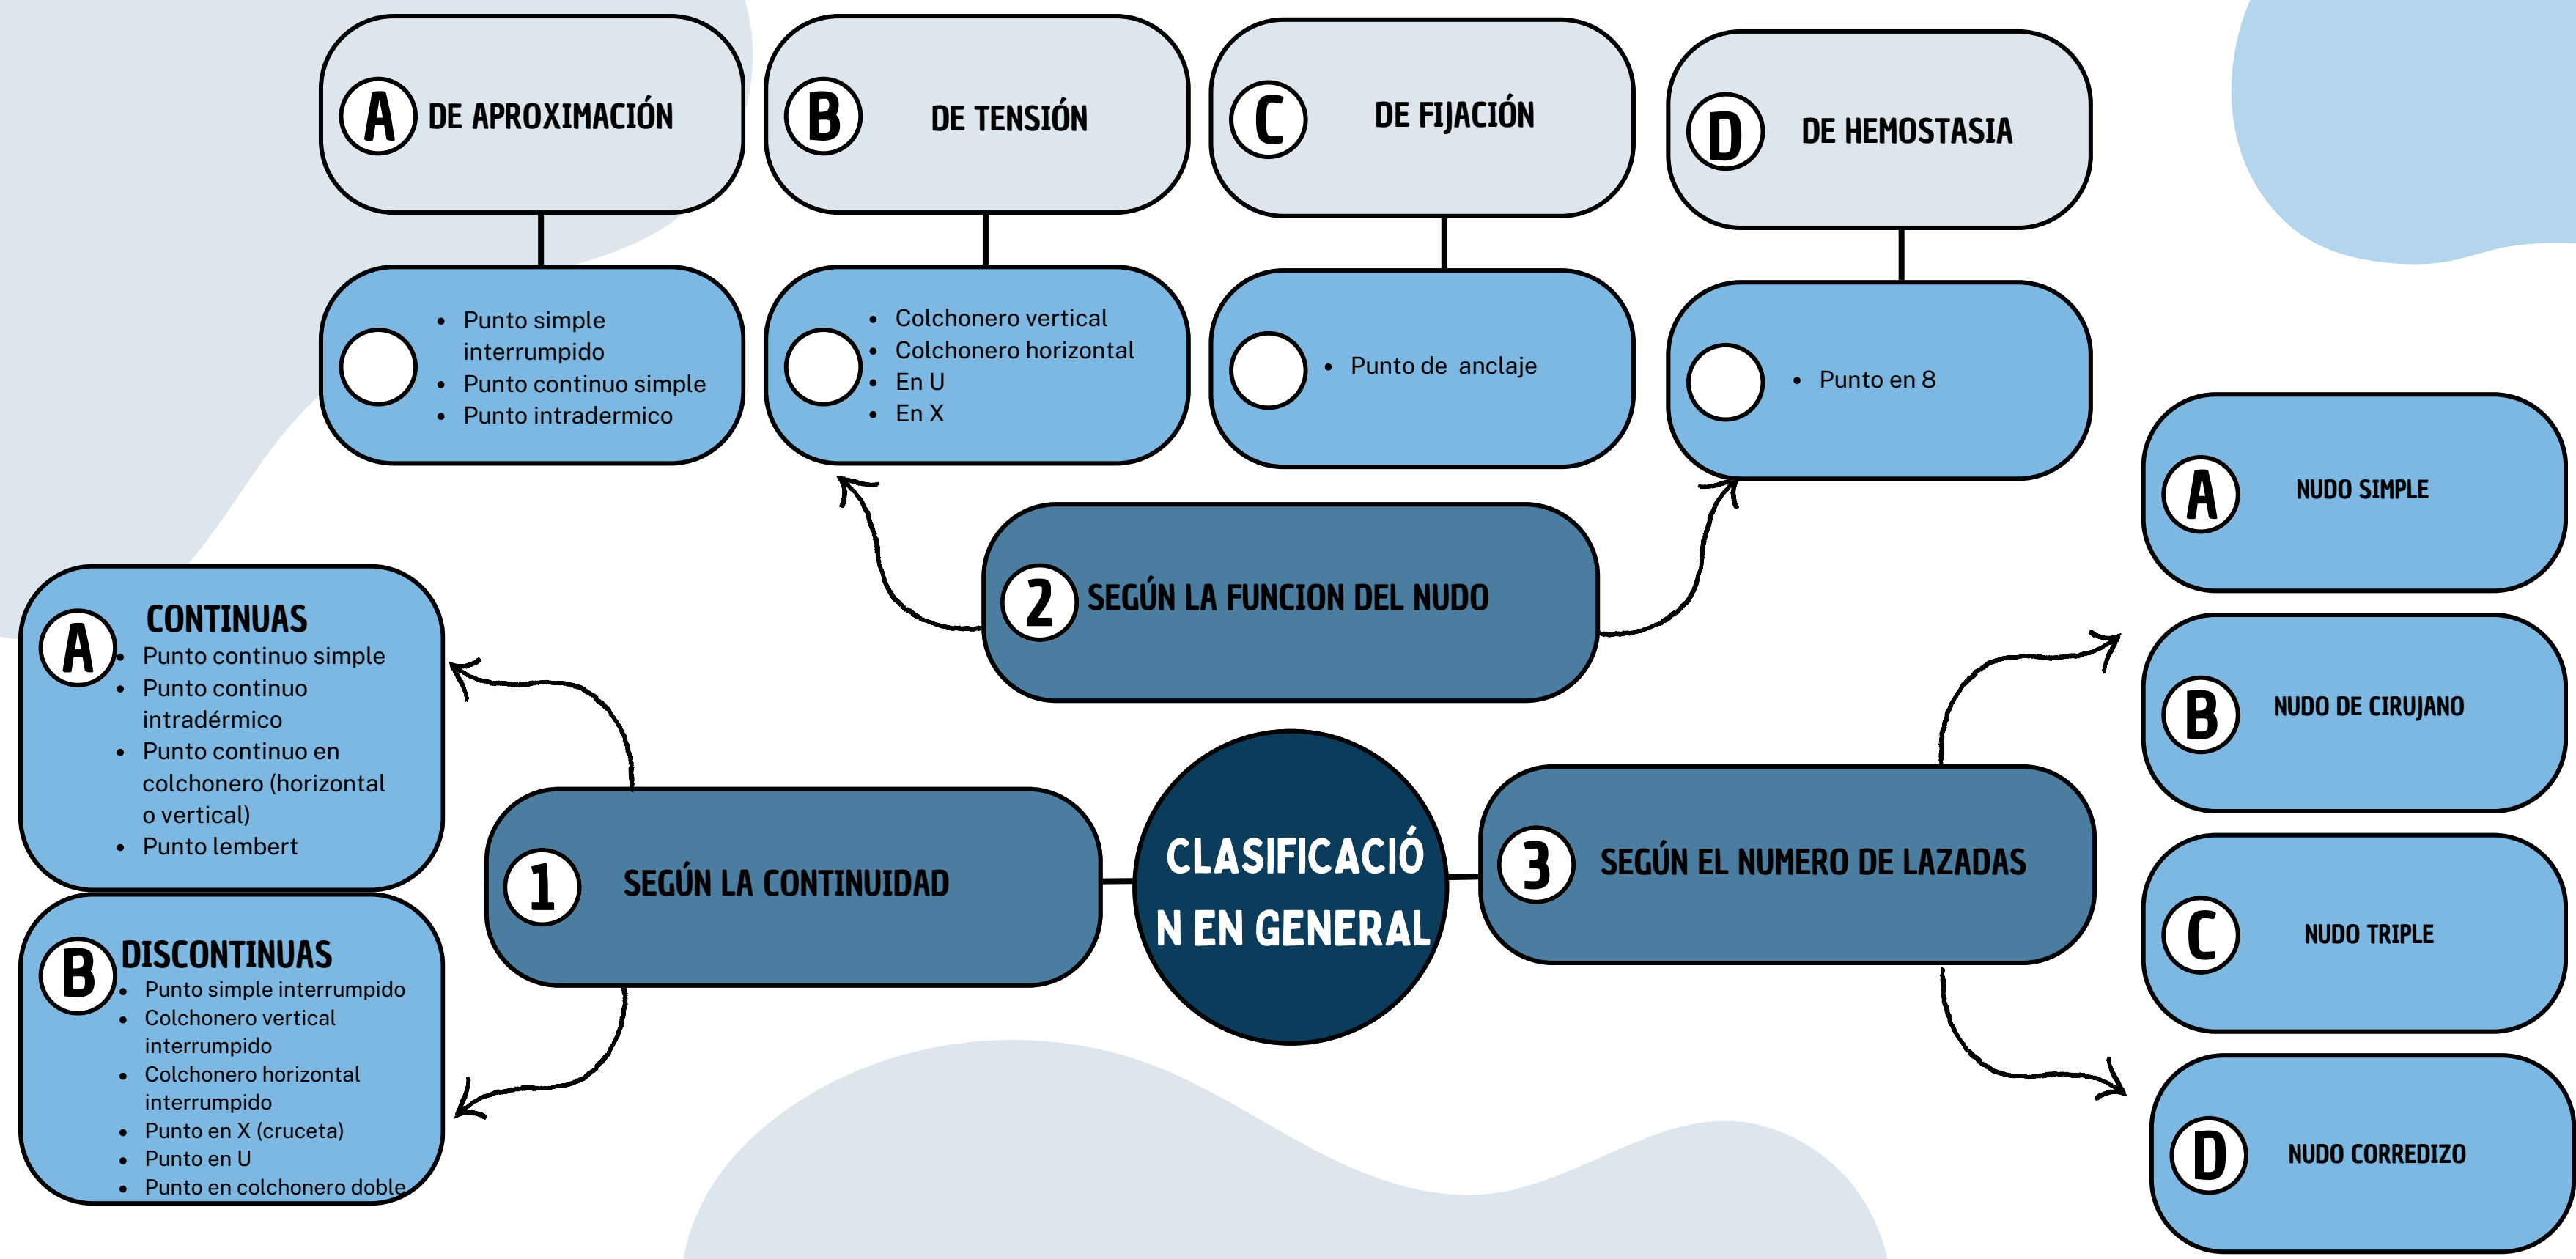 A
DE APROXIMACIÓN
B
DE TENSIÓN
C
DE FIJACIÓN
D
DE HEMOSTASIA
• Punto simple
interrumpido
• Punto continuo simple
• Punto intradermico
• Colchonero vertical
• Colchonero horizontal
• En U
• En X
• Punto de anclaje
• Punto en 8
2
SEGÚN LA FUNCION DEL NUDO
A
CONTINUAS
• Punto continuo simple
• Punto continuo
intradérmico
• Punto continuo en
colchonero (horizontal
o vertical)
• Punto lembert
B
DISCONTINUAS
• Punto simple interrumpido
• Colchonero vertical
interrumpido
• Colchonero horizontal
interrumpido
• Punto en X (cruceta)
• Punto en U
• Punto en colchonero doble
1
SEGÚN LA CONTINUIDAD
CLASIFICACIÓ
N EN GENERAL
3
SEGÚN EL NUMERO DE LAZADAS
A
NUDO SIMPLE
B
NUDO DE CIRUJANO
C
NUDO TRIPLE
D
NUDO CORREDIZO